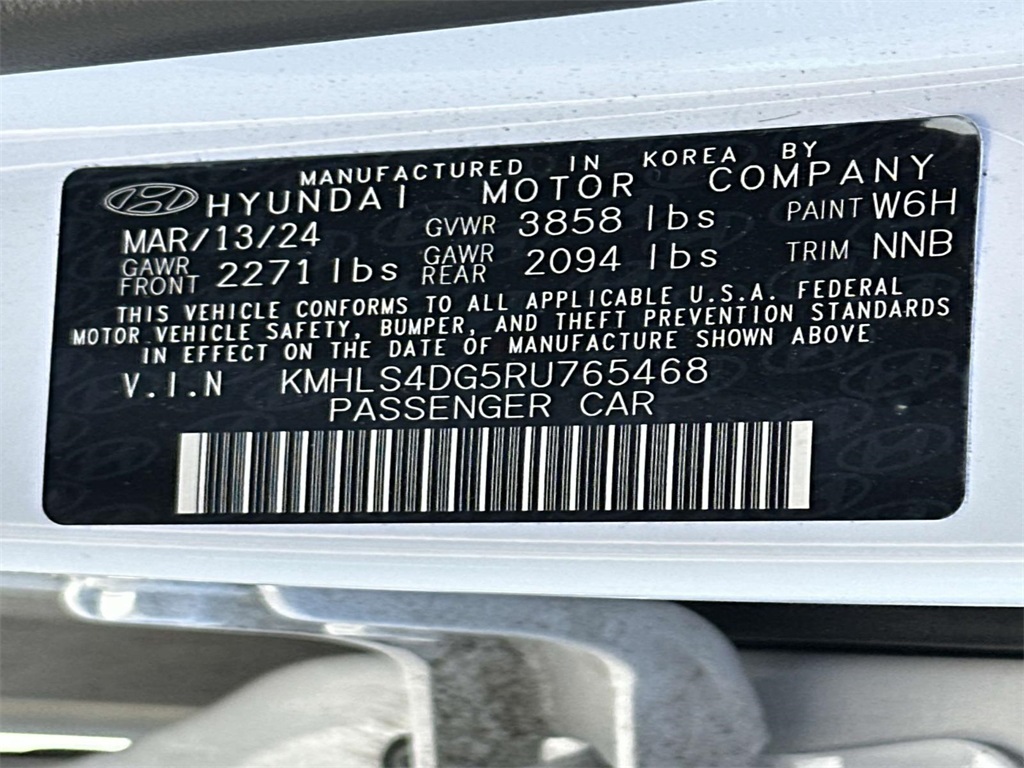 MANUFACTURED IN KOREA BY
HYUNDAI MOTOR COMPANY
MAR/13/24 GVWR 3858 lbs PAINT W6H
GAWR FRONT 2271 lbs GAWR REAR 2094 lbs TRIM NNB
THIS VEHICLE CONFORMS TO ALL APPLICABLE U.S.A. FEDERAL
MOTOR VEHICLE SAFETY, BUMPER, AND THEFT PREVENTION STANDARDS
IN EFFECT ON THE DATE OF MANUFACTURE SHOWN ABOVE
V.I.N KMHLS4DG5RU765468
PASSENGER CAR